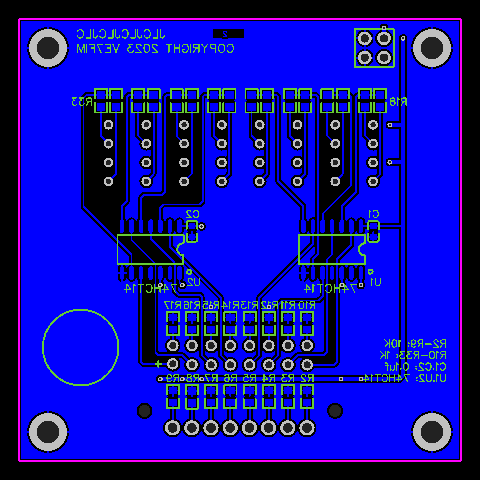 JLCJLCJLCJLC
COPYRIGHT 2023 VE7FIM
2
R33
R18
C2
C1
U2
U1
74HCT14
74HCT14
R17 R16 R15 R14 R13 R12 R11 R10
R2-R9: 10K
R10-R33: 1K
C1,C2: 0.1uf
U1,U2: 74HCT14
+
R9 R8 R7 R6 R5 R4 R3 R2